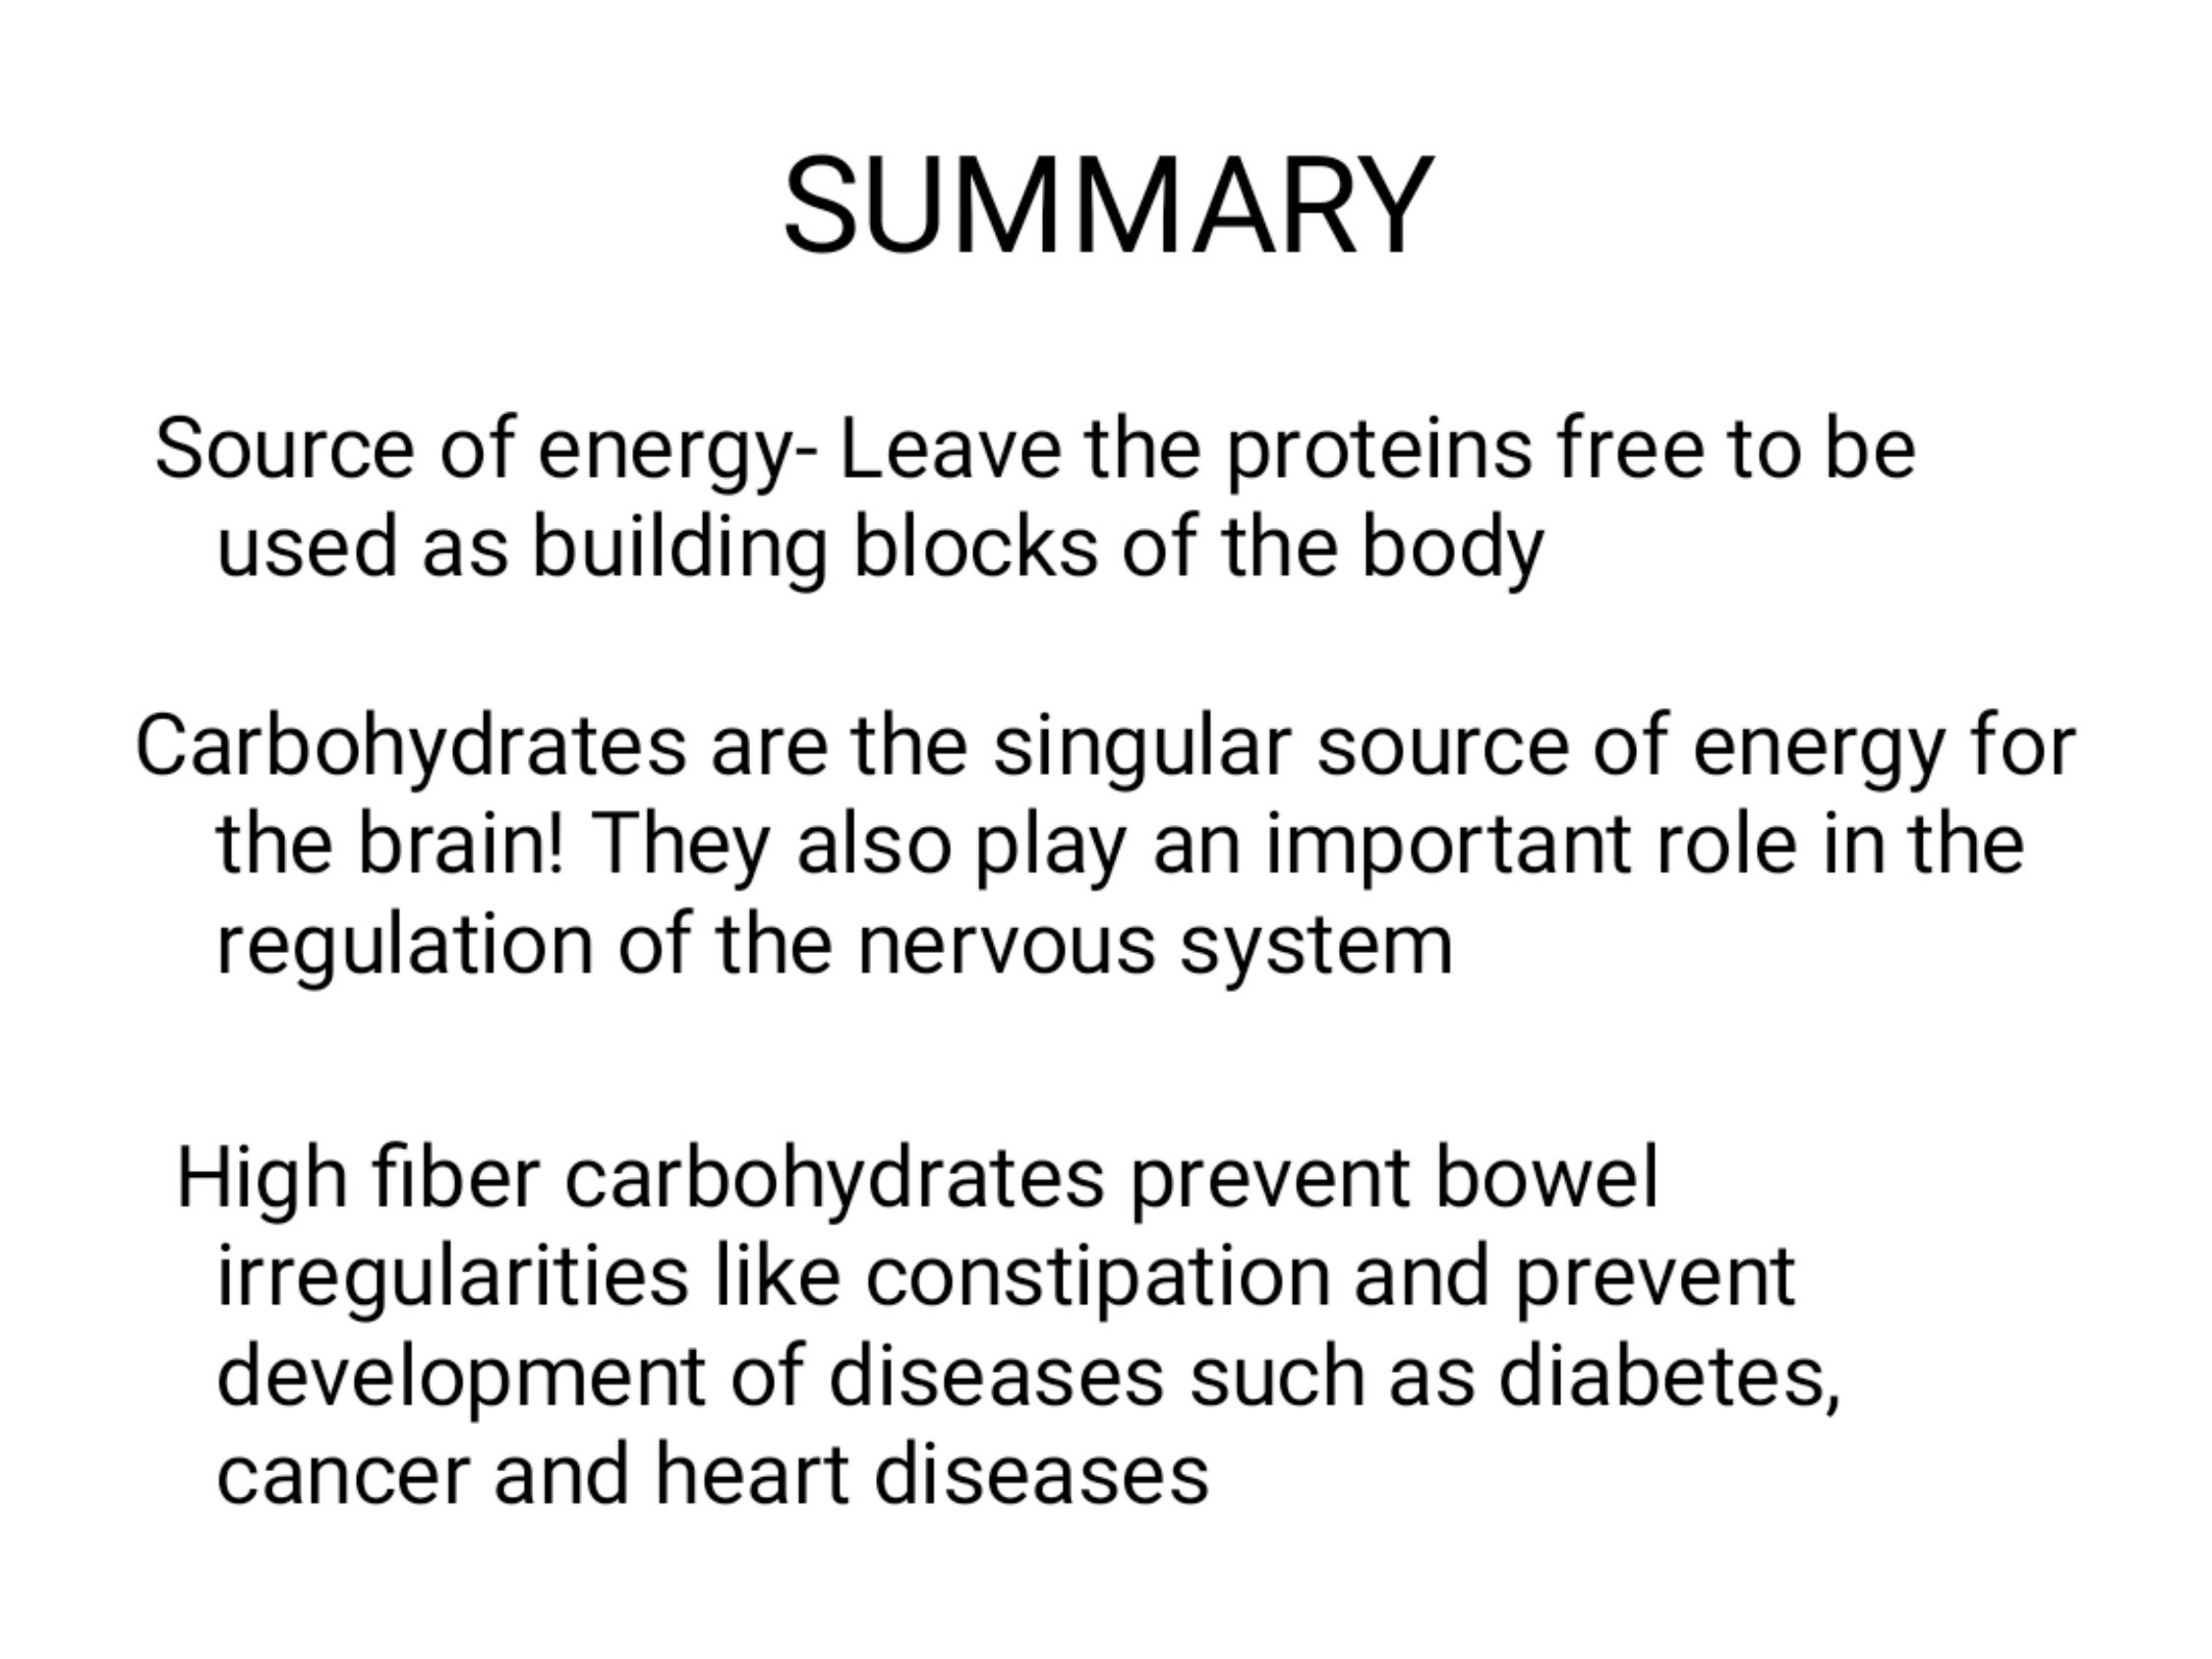 SUMMARY
Source of energy- Leave the proteins free to be
used as building blocks of the body
Carbohydrates are the singular source of energy for
the brain! They also play an important role in the
regulation of the nervous system
High fiber carbohydrates prevent bowel
irregularities like constipation and prevent
development of diseases such as diabetes,
cancer and heart diseases